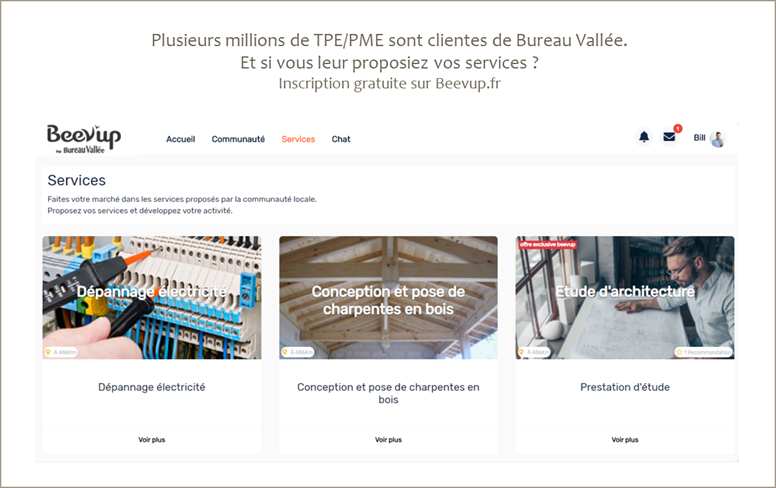 Plusieurs millions de TPE/PME sont clientes de Bureau Vallée.
Et si vous leur proposiez vos services ?
Inscription gratuite sur Beevup.fr
Beevup
PAR Bureau Vallée
Accueil Communauté Services Chat
1
Bill
Services
Faites votre marché dans les services proposés par la communauté locale.
Proposez vos services et développez votre activité.
offre exclusive beevup
Dépannage électricité
Conception et pose de
charpentes en bois
Etude d'architecture
À 486Km
À 486Km
À 486Km
1 Recommandation
Dépannage électricité
Conception et pose de charpentes en
bois
Prestation d'étude
Voir plus
Voir plus
Voir plus